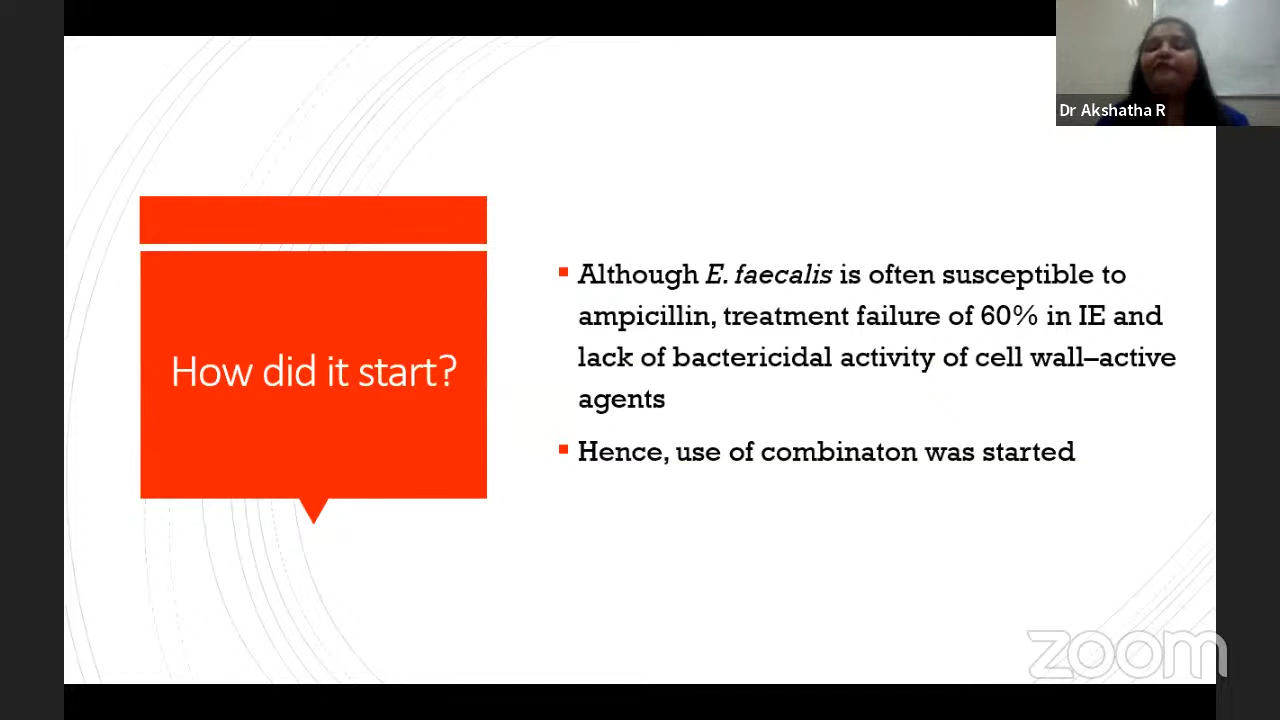 Dr Akshatha R
How did it start?
▪ Although E. faecalis is often susceptible to
ampicillin, treatment failure of 60% in IE and
lack of bactericidal activity of cell wall–active
agents
▪ Hence, use of combinaton was started
zoom